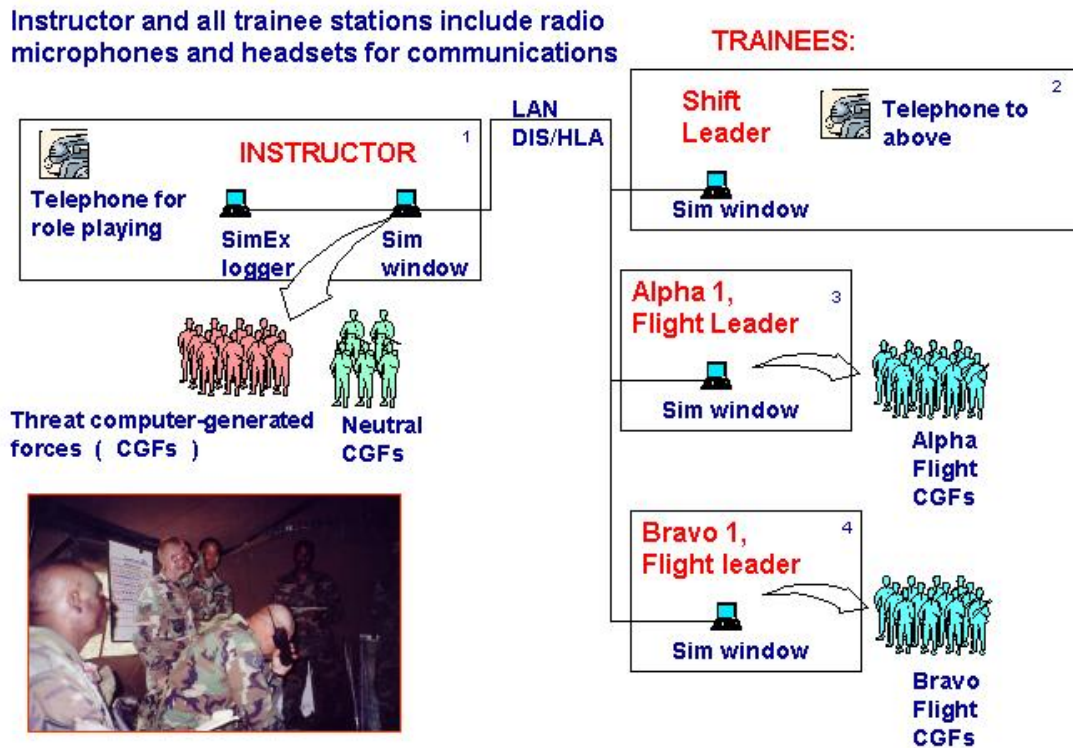 Instructor and all trainee stations include radio
microphones and headsets for communications
TRAINEES:
1
INSTRUCTOR
Telephone for
role playing
SimEx
logger
Sim
window
LAN
DIS/HLA
2
Shift
Leader
Telephone to
above
Sim window
Threat computer-generated
forces ( CGFs )
Neutral
CGFs
3
Alpha 1,
Flight Leader
Sim window
Alpha
Flight
CGFs
4
Bravo 1,
Flight leader
Sim window
Bravo
Flight
CGFs